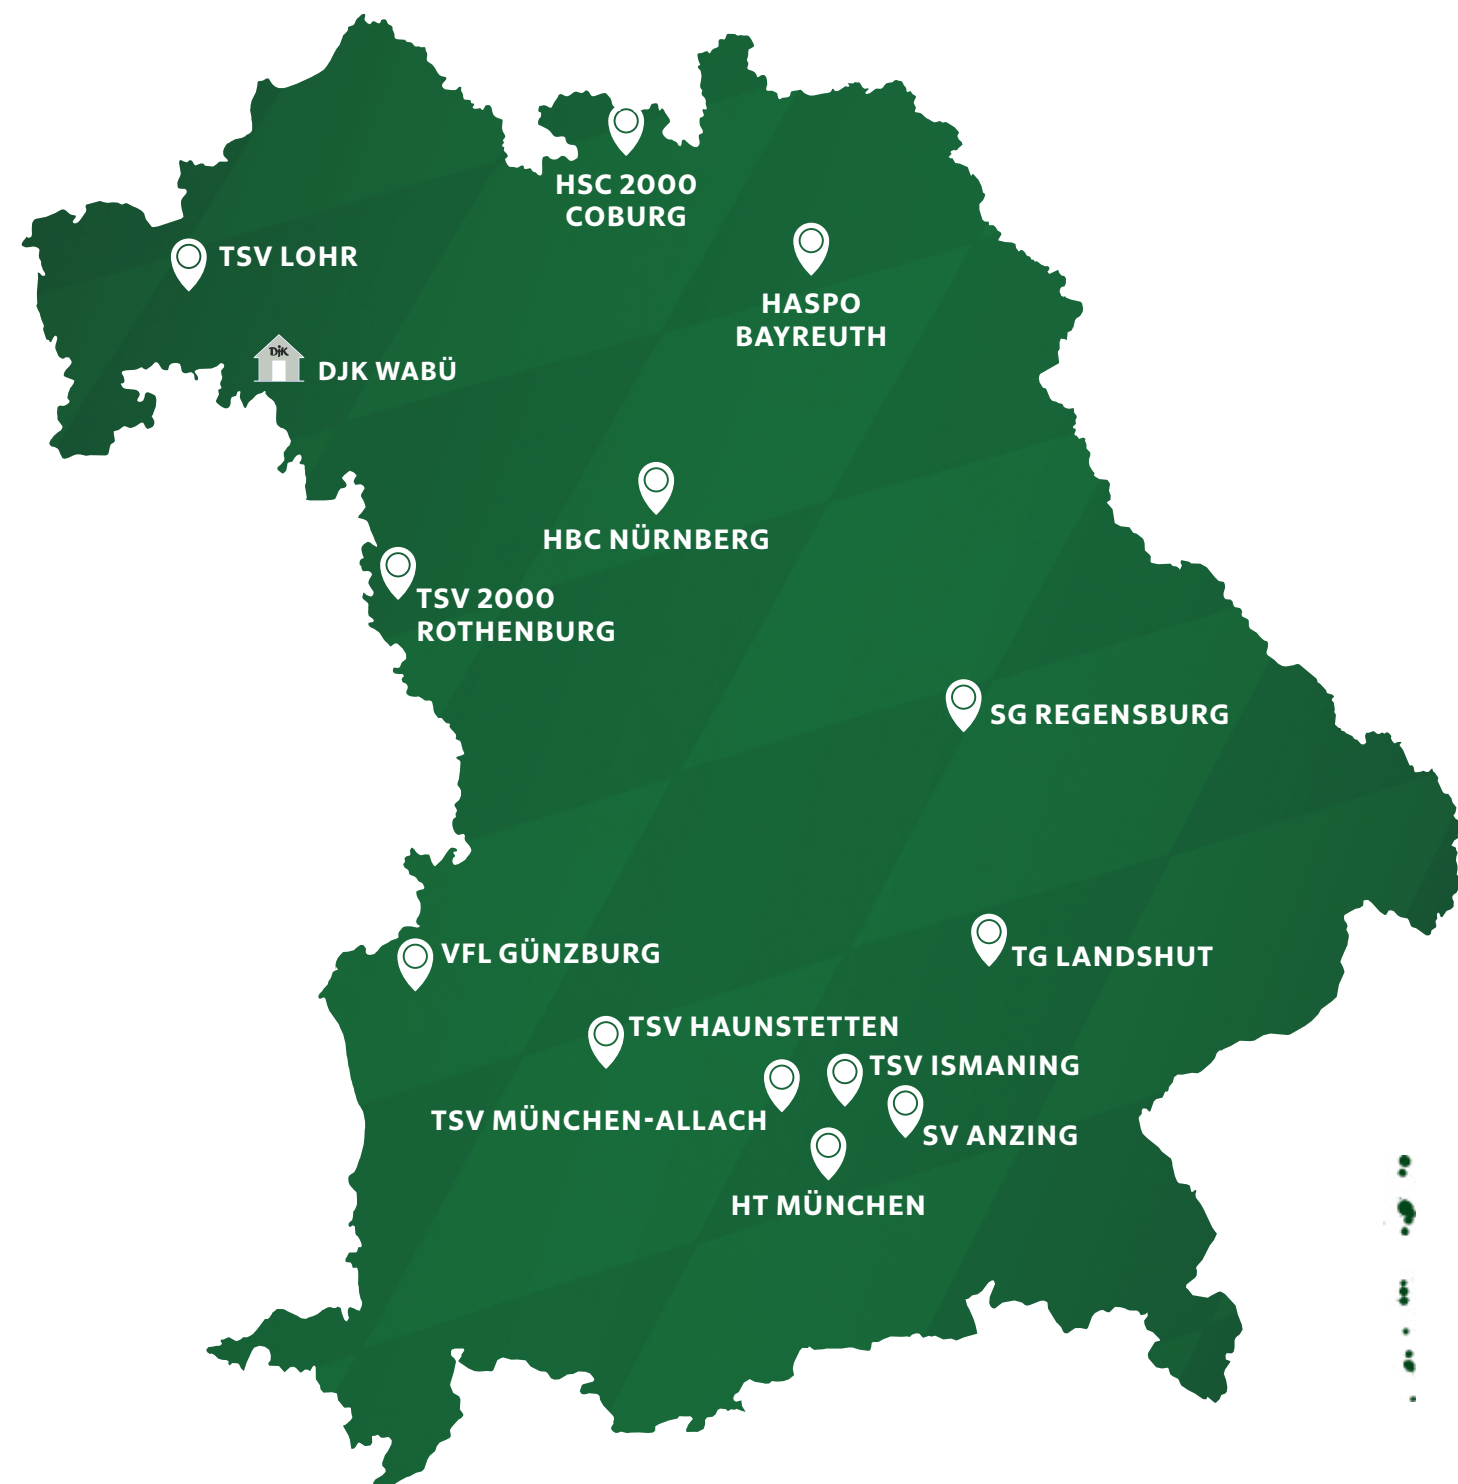 HSC 2000
COBURG
TSV LOHR
HASPO
BAYREUTH
DJK
DJK WABÜ
HBC NÜRNBERG
TSV 2000
ROTHENBURG
SG REGENSBURG
VFL GÜNZBURG
TG LANDSHUT
TSV HAUNSTETTEN
TSV ISMANING
TSV MÜNCHEN-ALLACH
SV ANZING
HT MÜNCHEN